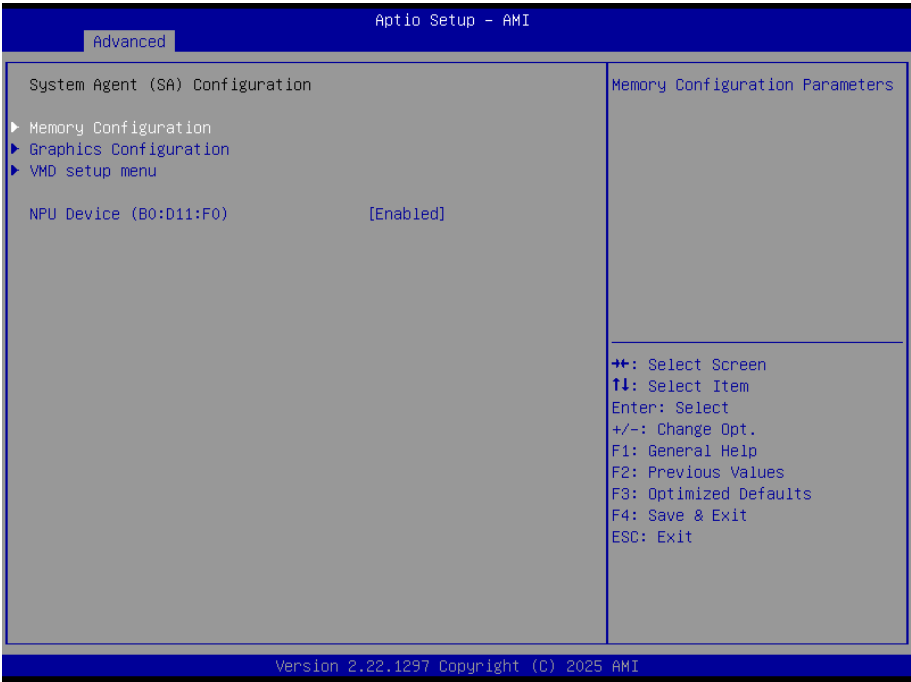 Aptio Setup – AMI
Advanced
System Agent (SA) Configuration
Memory Configuration
Graphics Configuration
VMD setup menu
NPU Device (B0:D11:F0) [Enabled]
Memory Configuration Parameters
→←: Select Screen
↑↓: Select Item
Enter: Select
+/-: Change Opt.
F1: General Help
F2: Previous Values
F3: Optimized Defaults
F4: Save & Exit
ESC: Exit
Version 2.22.1297 Copyright (C) 2025 AMI